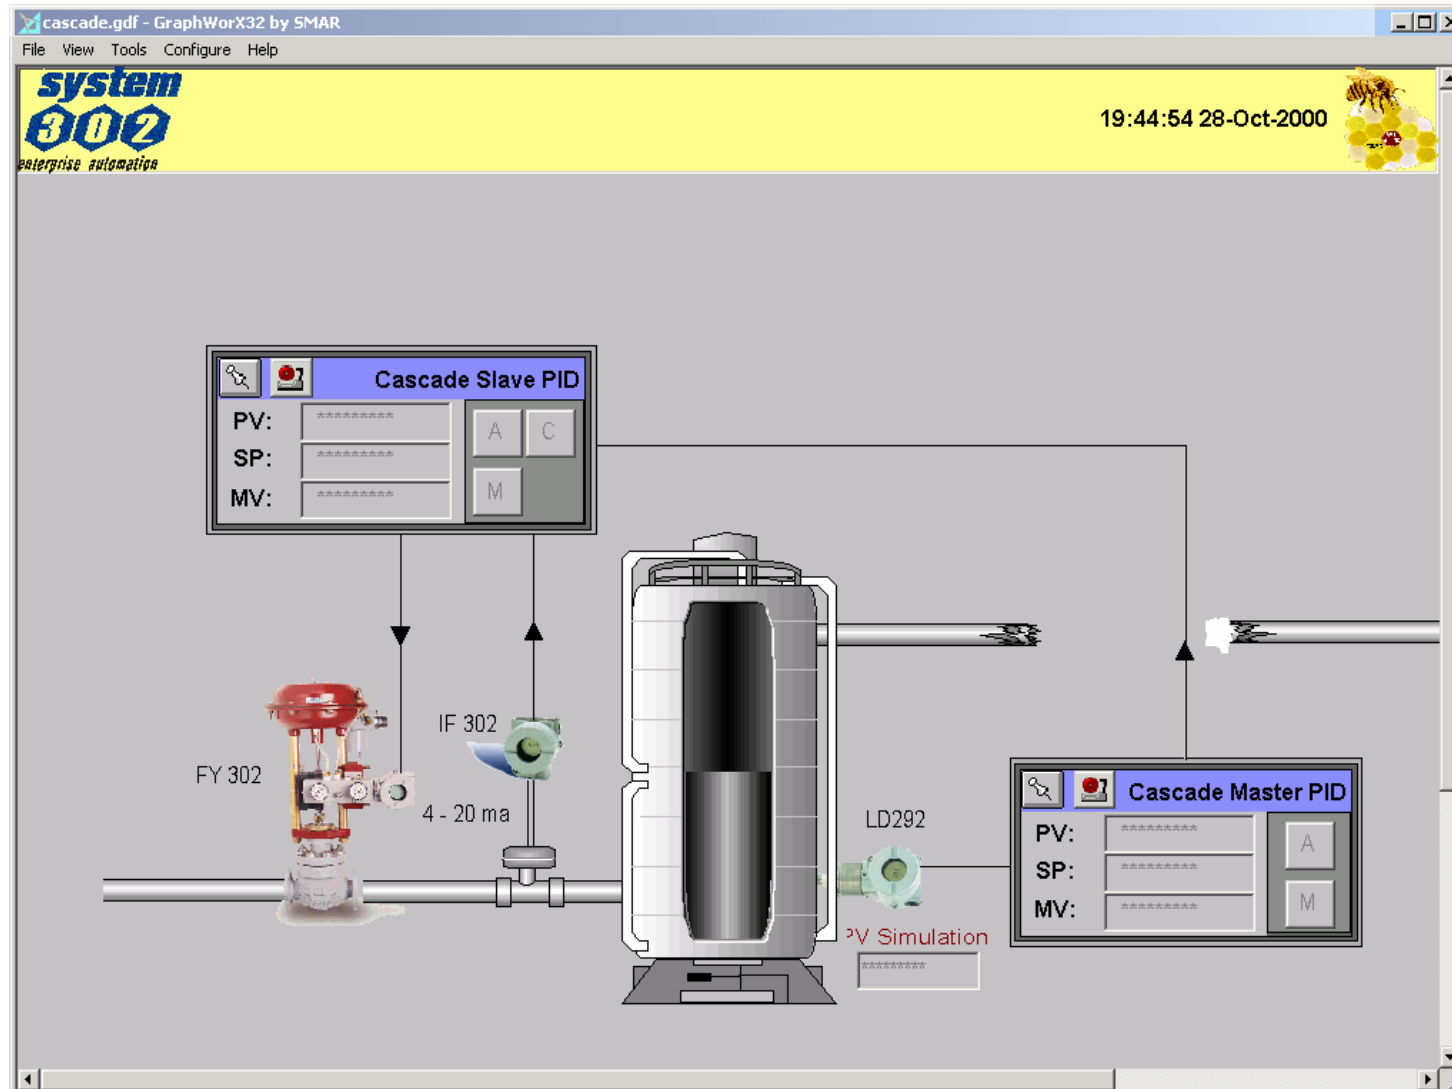 cascade.gdf - GraphWorX32 by SMAR
File View Tools Configure Help
system
302
enterprise automation
19:44:54 28-Oct-2000
Cascade Slave PID
PV: *********
SP: *********
MV: *********
A C
M
IF 302
FY 302
4 - 20 ma
LD292
PV Simulation
*********
Cascade Master PID
PV: *********
SP: *********
MV: *********
A
M